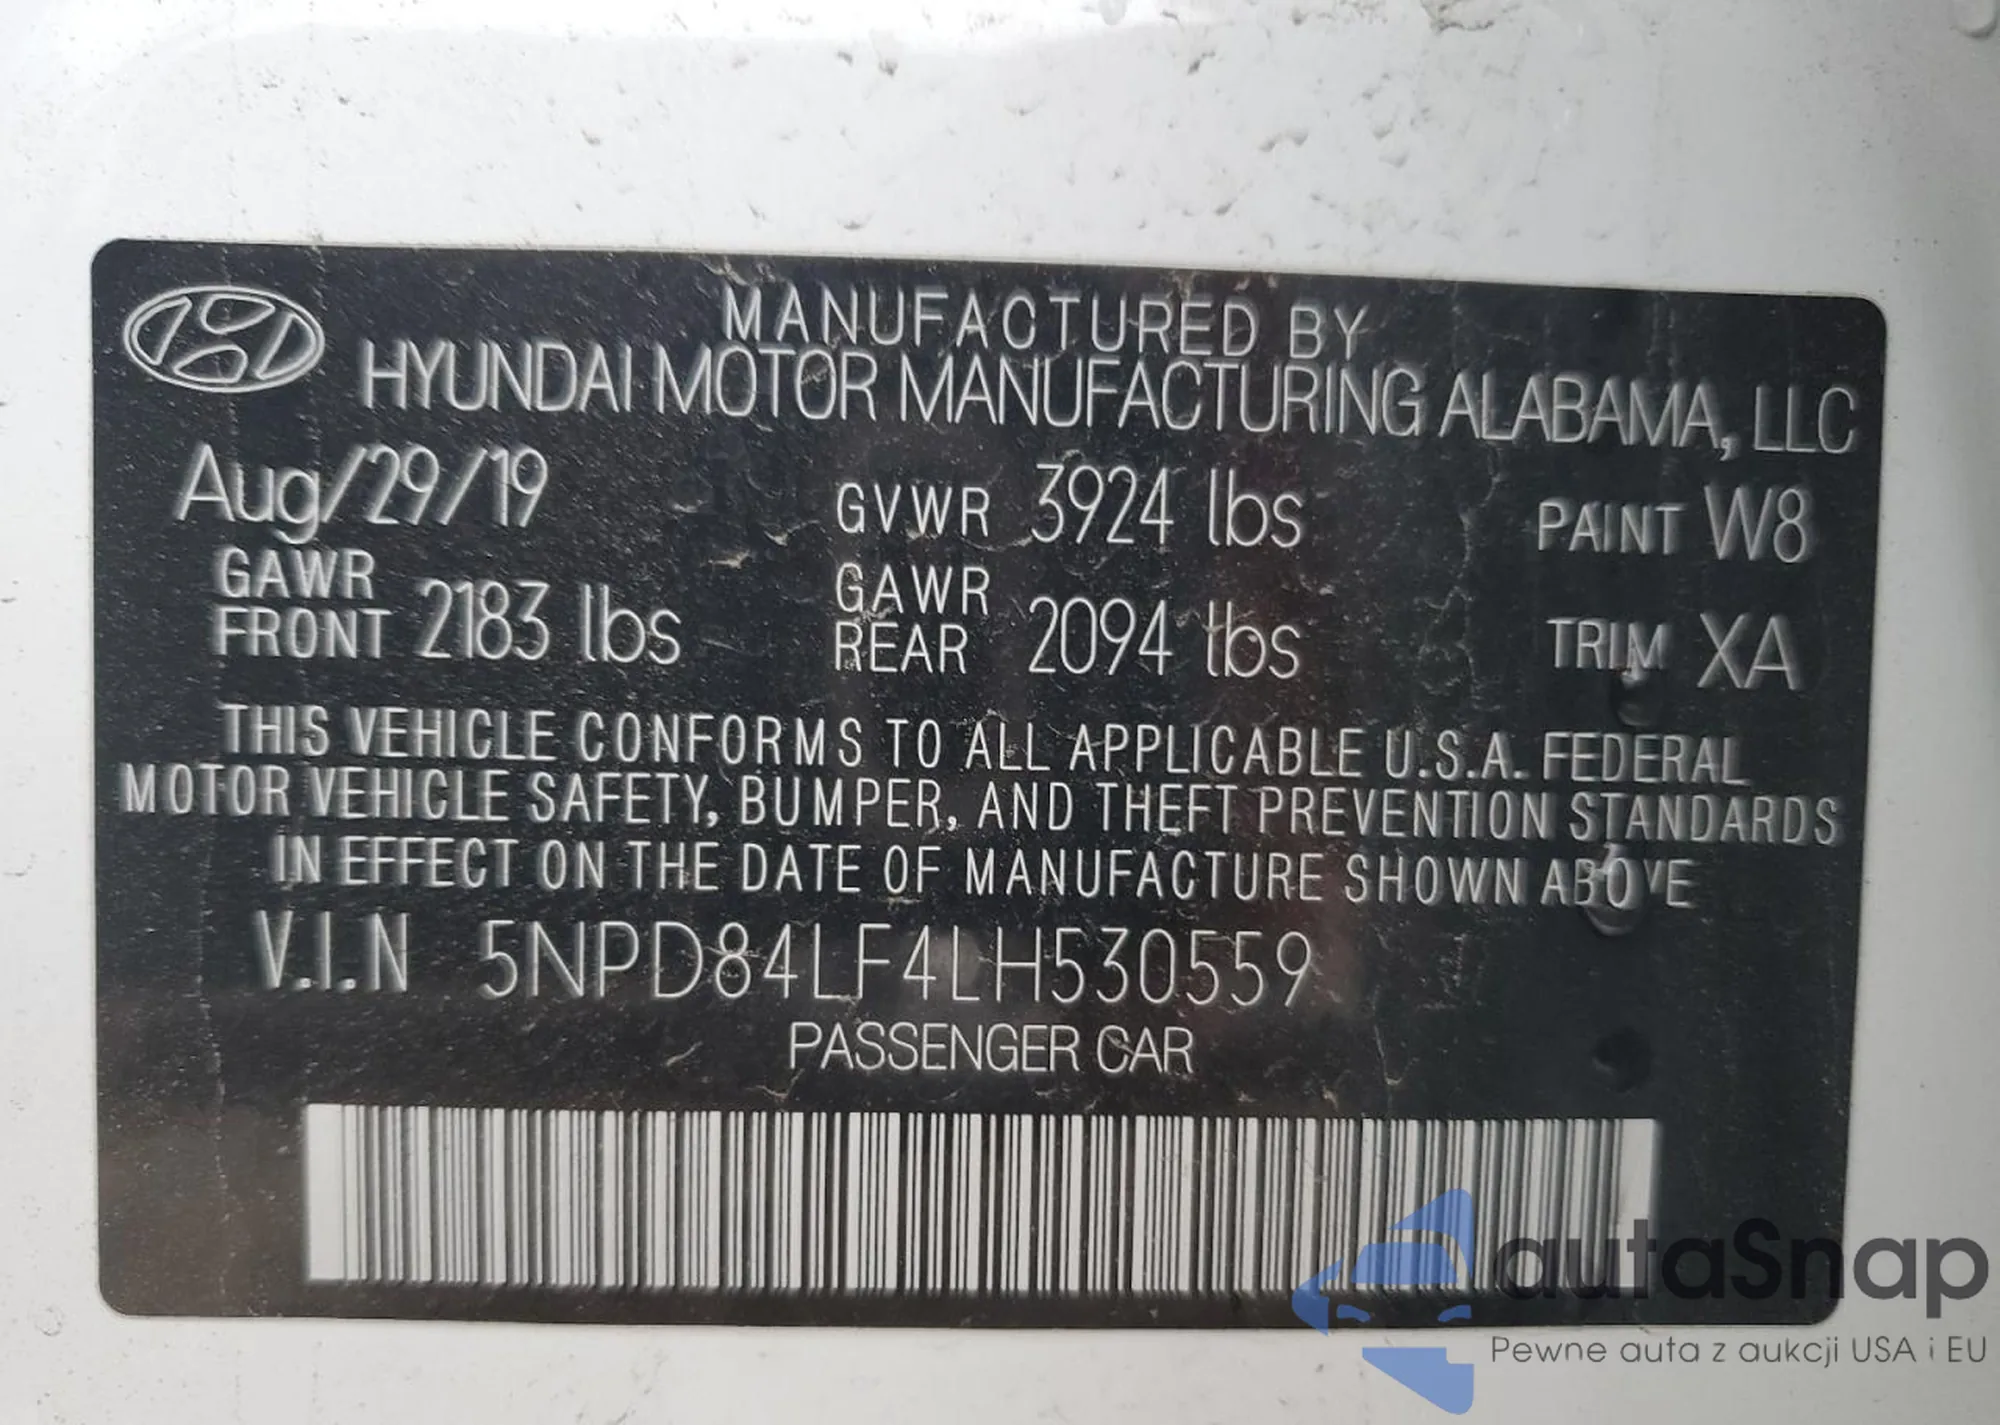 MANUFACTURED BY
HYUNDAI MOTOR MANUFACTURING ALABAMA, LLC
Aug/29/19 GVWR 3924 lbs PAINT W8
GAWR FRONT 2183 lbs GAWR REAR 2094 lbs TRIM XA
THIS VEHICLE CONFORMS TO ALL APPLICABLE U.S.A. FEDERAL
MOTOR VEHICLE SAFETY, BUMPER, AND THEFT PREVENTION STANDARDS
IN EFFECT ON THE DATE OF MANUFACTURE SHOWN ABOVE
V.I.N 5NPD84LF4LH530559
PASSENGER CAR
autaSnap
Pewne auta z aukcji USA i EU